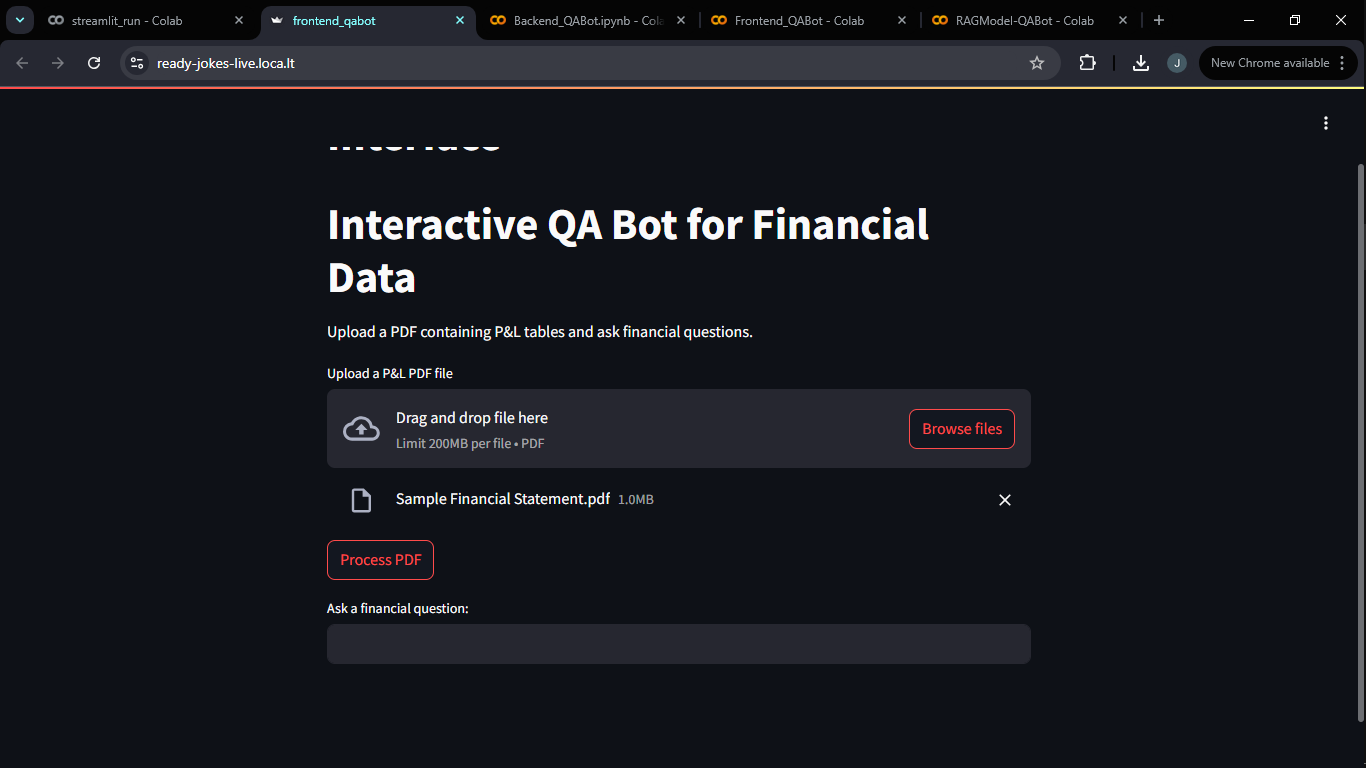 streamlit_run - Colab
frontend_qabot
Backend_QABot.ipynb - Cola
Frontend_QABot - Colab
RAGModel-QABot - Colab
ready-jokes-live.loca.lt
J
New Chrome available
Interactive QA Bot for Financial
Data
Upload a PDF containing P&L tables and ask financial questions.
Upload a P&L PDF file
Drag and drop file here
Limit 200MB per file • PDF
Browse files
Sample Financial Statement.pdf 1.0MB
Process PDF
Ask a financial question: